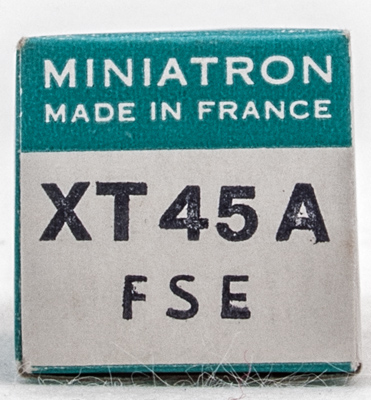 MINIATRON
MADE IN FRANCE
XT45A
FSE